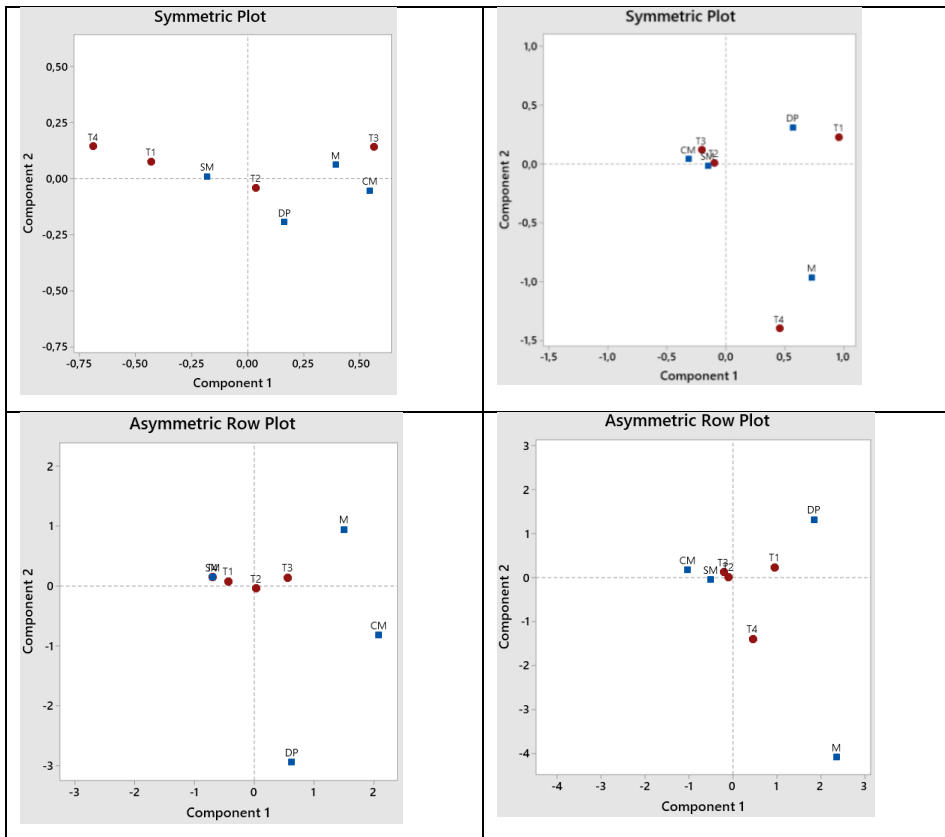 Symmetric Plot
0,50
0,25
0,00
-0,25
-0,50
-0,75
Component 2
T4
T1
SM
T2
DP
M
T3
CM
-0,75 -0,50 -0,25 0,00 0,25 0,50
Component 1
Symmetric Plot
1,0
0,5
0,0
-0,5
-1,0
-1,5
Component 2
DP
T1
T3
CM
SM
T2
M
T4
-1,5 -1,0 -0,5 0,0 0,5 1,0
Component 1
Asymmetric Row Plot
2
1
0
-1
-2
-3
Component 2
M
SM
T1
T2
T3
CM
DP
-3 -2 -1 0 1 2
Component 1
Asymmetric Row Plot
3
2
1
0
-1
-2
-3
-4
Component 2
DP
CM
SM
T3
T2
T1
T4
M
-4 -3 -2 -1 0 1 2 3
Component 1